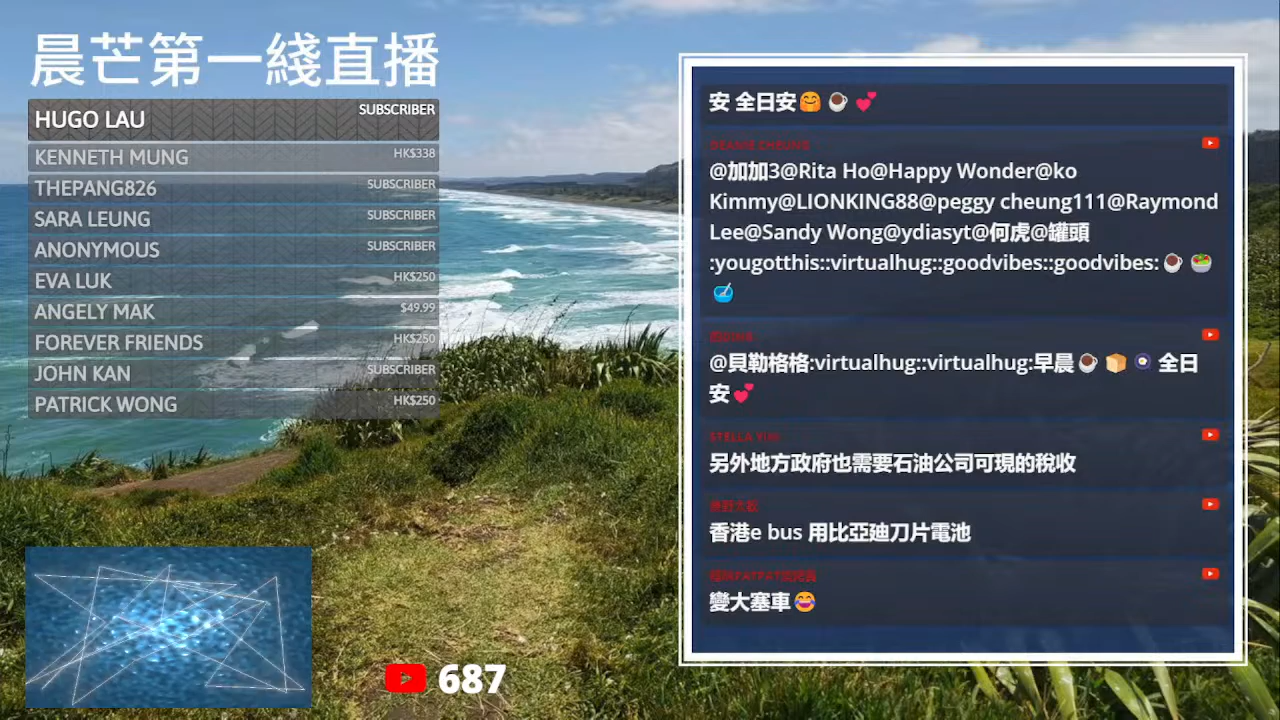 晨芒第一綫直播
HUGO LAU SUBSCRIBER
KENNETH MUNG HK$338
THEPANG826 SUBSCRIBER
SARA LEUNG SUBSCRIBER
ANONYMOUS SUBSCRIBER
EVA LUK HK$250
ANGELY MAK $49.99
FOREVER FRIENDS HK$250
JOHN KAN SUBSCRIBER
PATRICK WONG HK$250
687
安 全日安
@加加3@Rita Ho@Happy Wonder@ko
Kimmy@LIONKING88@peggy cheung111@Raymond
Lee@Sandy Wong@ydiasyt@何虎@罐頭
:yougotthis::virtualhug::goodvibes::goodvibes:
@貝勒格格:virtualhug::virtualhug:早晨 全日
安
STELLA YIM
另外地方政府也需要石油公司可現的稅收
香港e bus 用比亞廸刀片電池
變大塞車